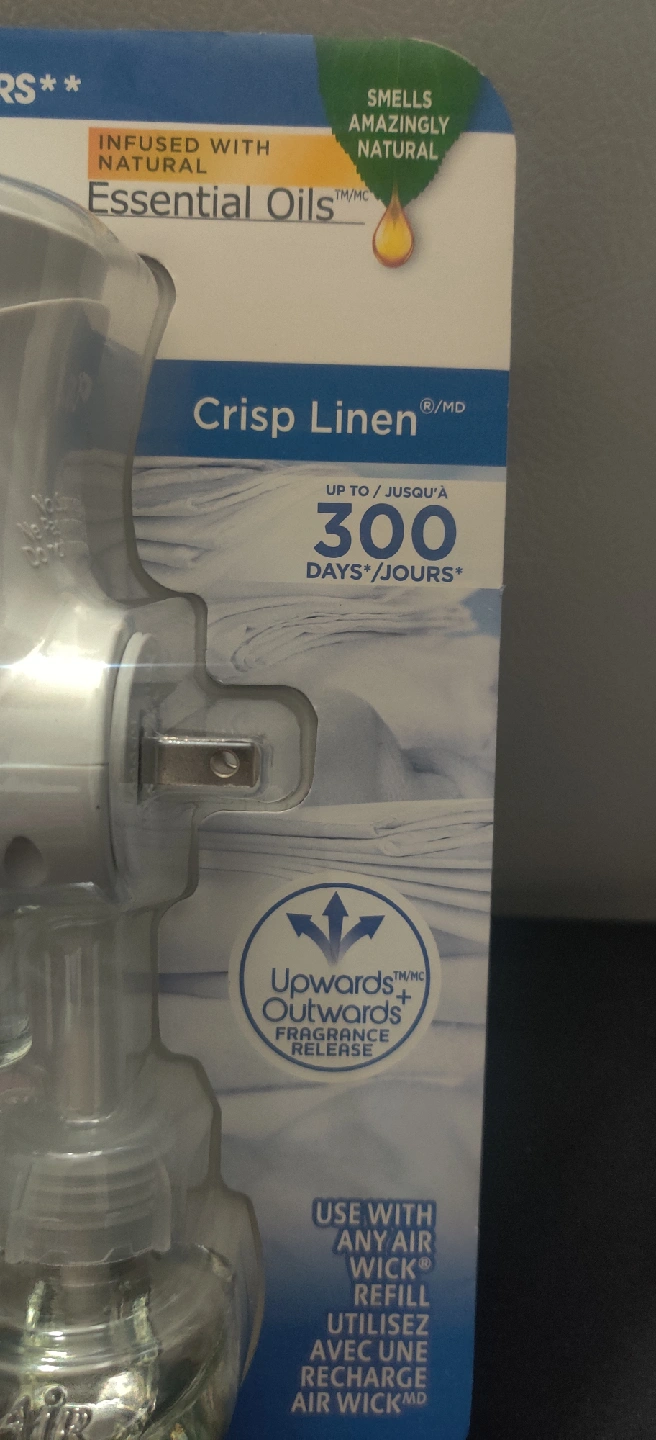 RS**
SMELLS
AMAZINGLY
NATURAL
INFUSED WITH
NATURAL
Essential Oils™/MC
Crisp Linen®/MD
UP TO / JUSQU'À
300
DAYS*/JOURS*
Upwards™/MC
+
Outwards
FRAGRANCE
RELEASE
USE WITH
ANY AIR
WICK®
REFILL
UTILISEZ
AVEC UNE
RECHARGE
AIR WICKMD
Air